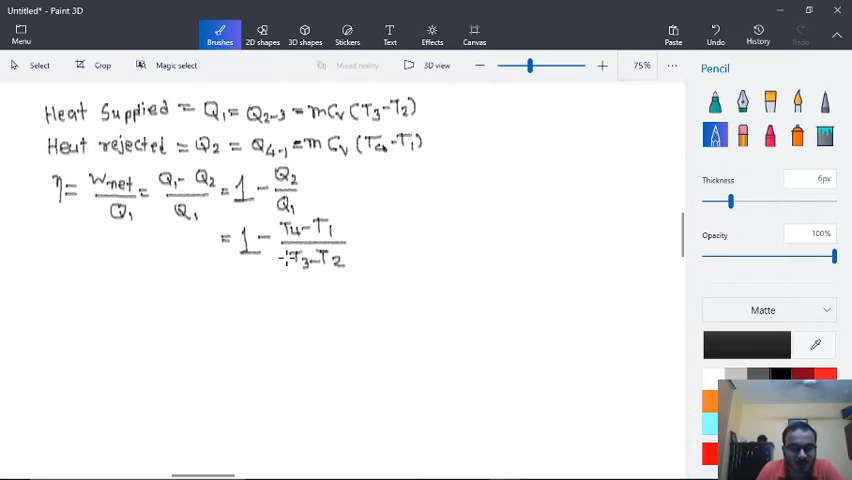 Untitled* - Paint 3D
Menu
Brushes
2D shapes
3D shapes
Stickers
Text
Effects
Canvas
Paste
Undo
History
Redo
Select
Crop
Magic select
Mixed reality
3D view
75%
Pencil
Thickness 6px
Opacity 100%
Matte
Heat Supplied = Q₁ = Q₂₋₃ = mCv (T₃-T₂)
Heat rejected = Q₂ = Q₄₋₁ = mCv (T₄-T₁)
η = Wnet/Q₁ = Q₁-Q₂/Q₁ = 1 - Q₂/Q₁
= 1 - T₄-T₁/T₃-T₂